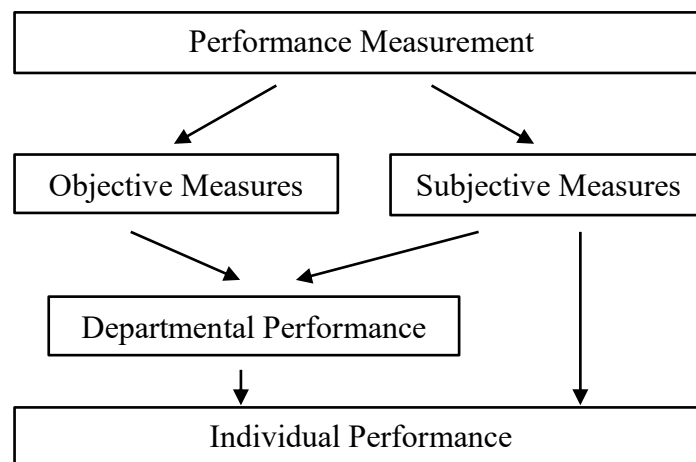 Performance Measurement
Objective Measures
Subjective Measures
Departmental Performance
Individual Performance